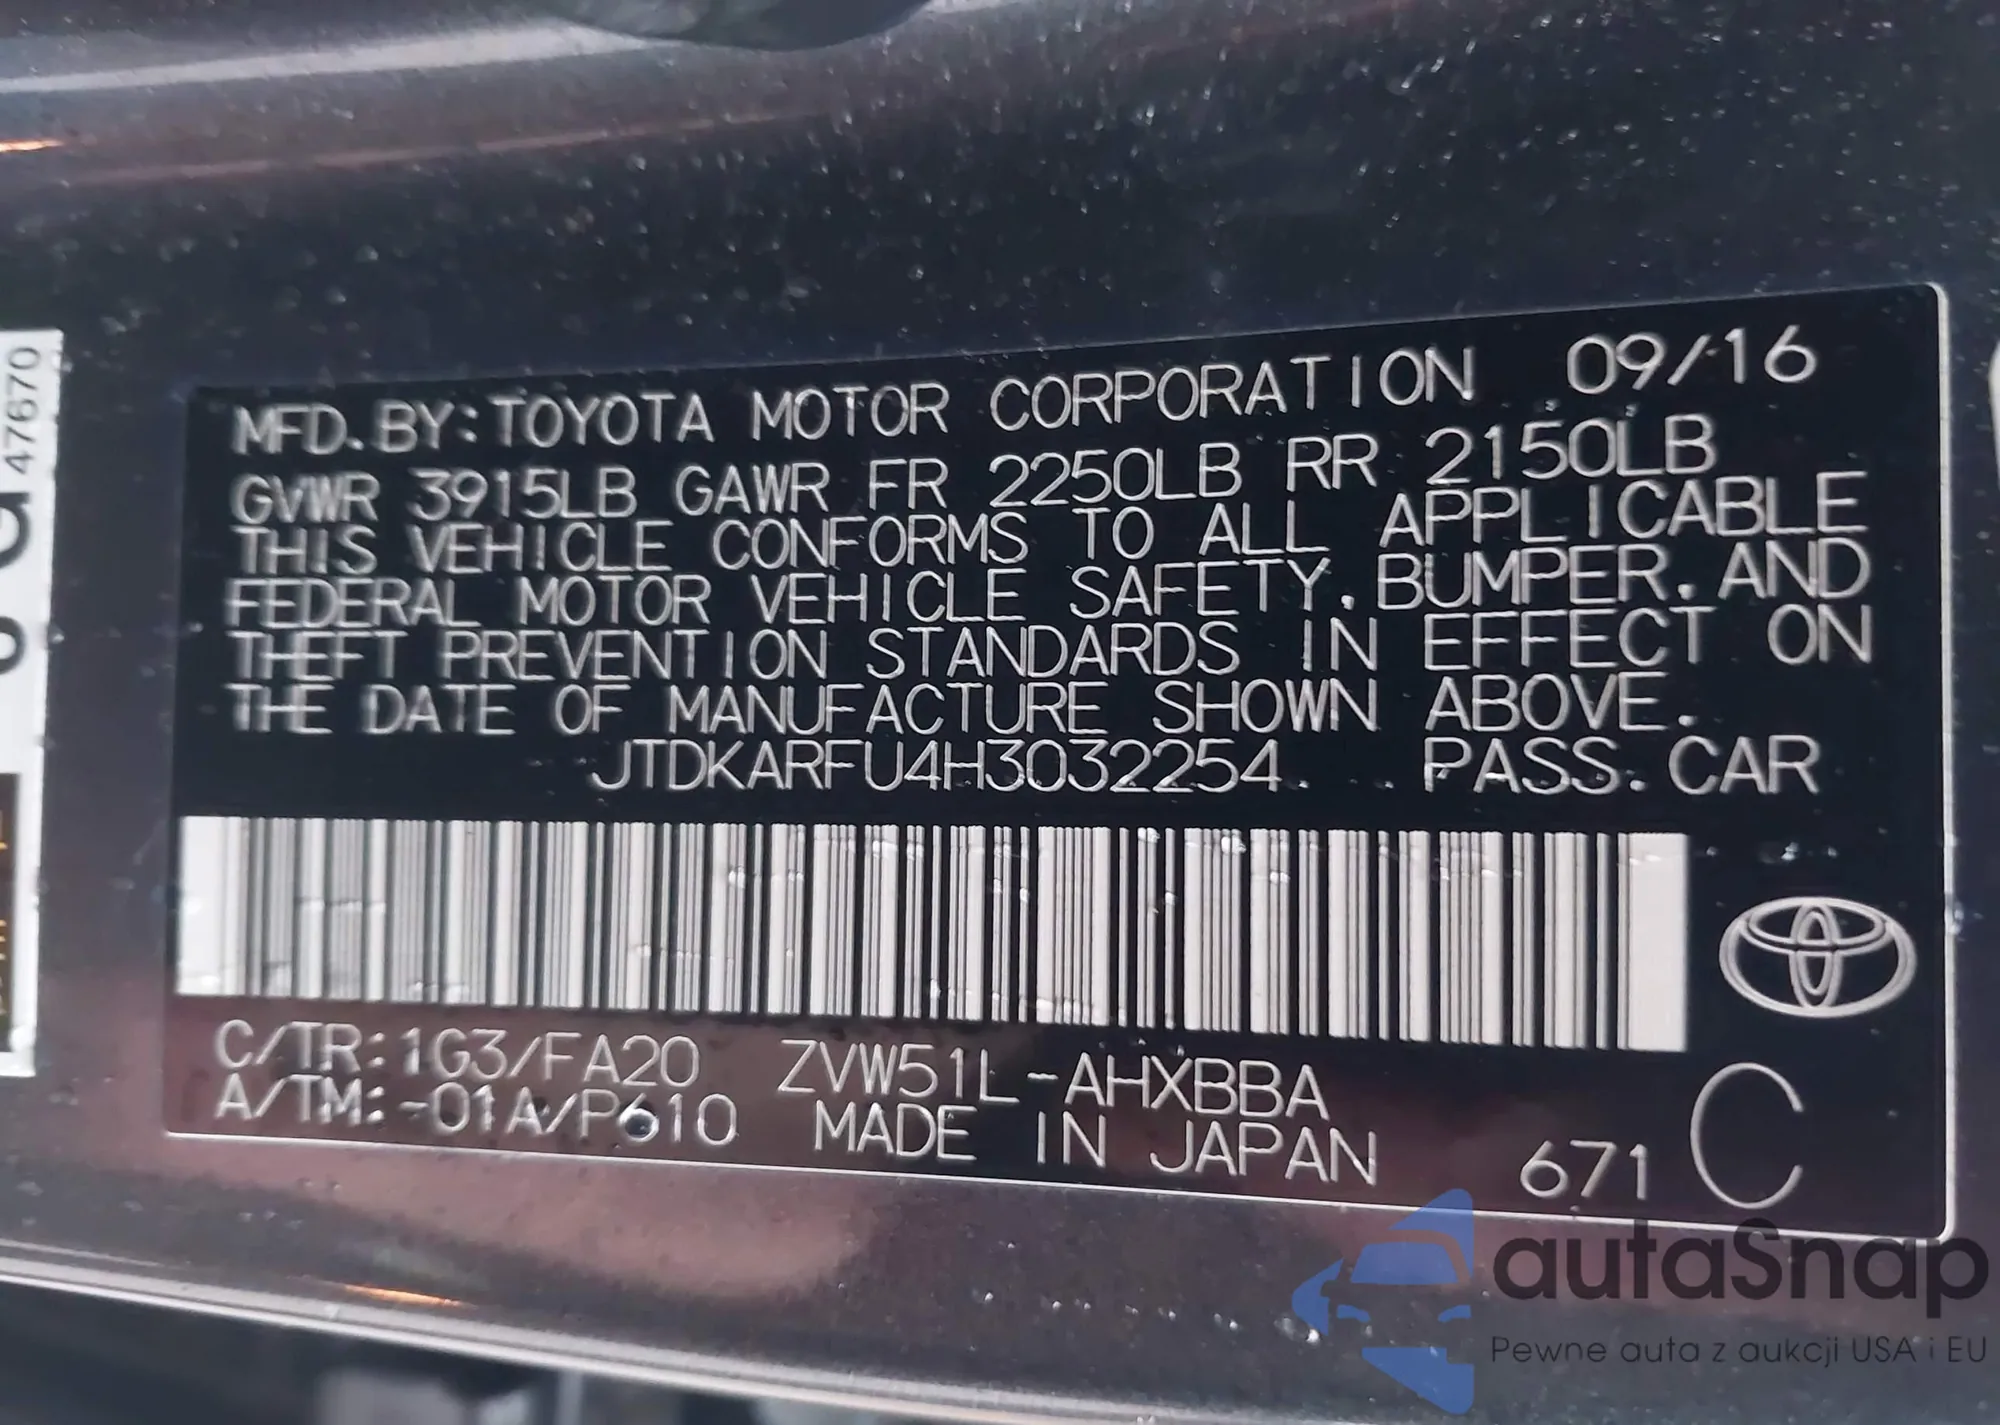 47670
MFD. BY: TOYOTA MOTOR CORPORATION 09/16
GVWR 3915LB GAWR FR 2250LB RR 2150LB
THIS VEHICLE CONFORMS TO ALL APPLICABLE
FEDERAL MOTOR VEHICLE SAFETY, BUMPER, AND
THEFT PREVENTION STANDARDS IN EFFECT ON
THE DATE OF MANUFACTURE SHOWN ABOVE.
JTDKARFU4H3032254 PASS. CAR
C/TR: 1G3/FA20 ZVW51L-AHXBBA
A/TM: -01A/P610 MADE IN JAPAN 671 C
autaSnap
Pewne auta z aukcji USA i EU